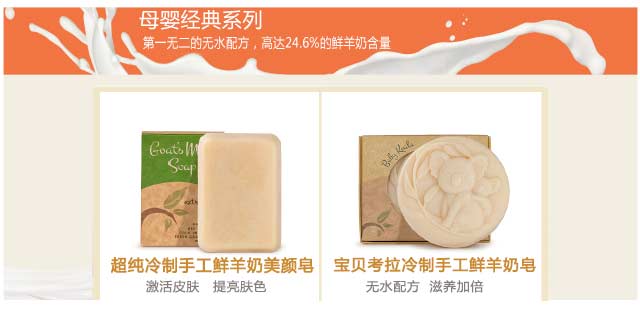 母婴经典系列
第一无二的无水配方，高达24.6%的鲜羊奶含量
Goat's M
Soap
Baby Koala
超纯冷制手工鲜羊奶美颜皂
宝贝考拉冷制手工鲜羊奶皂
激活皮肤 提亮肤色
无水配方 滋养加倍